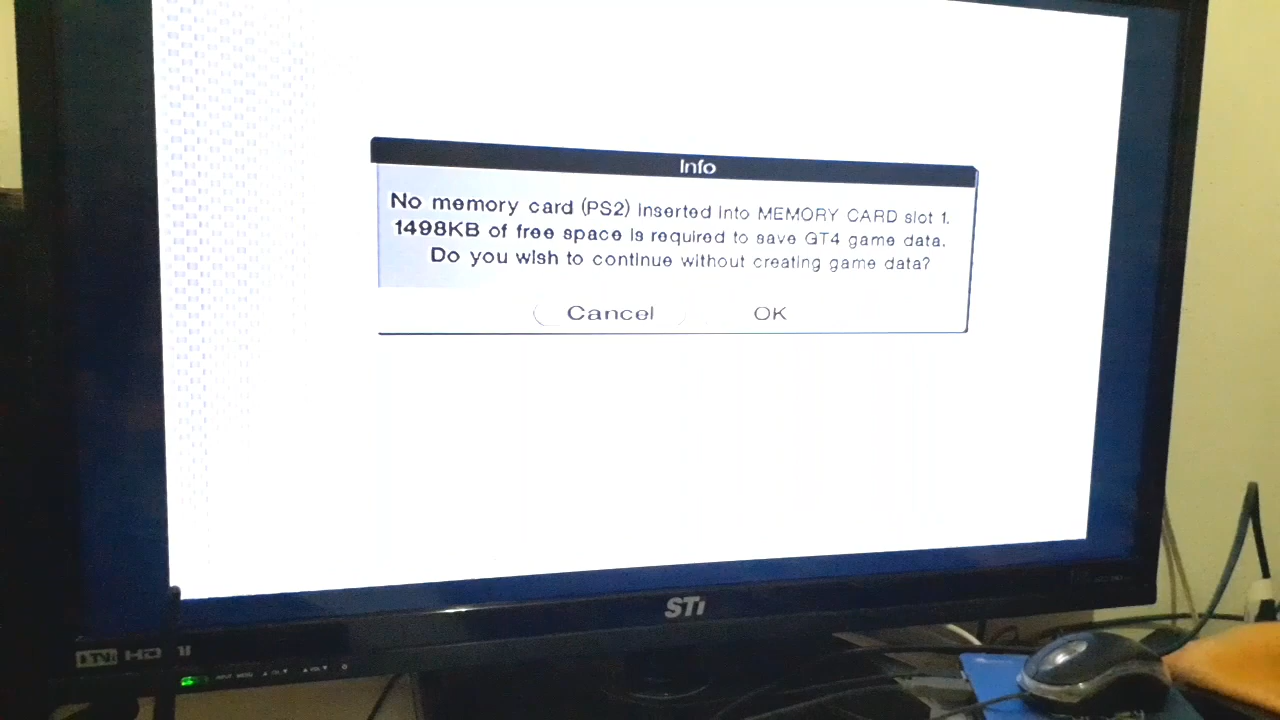 Info
No memory card (PS2) inserted into MEMORY CARD slot 1.
1498KB of free space is required to save GT4 game data.
Do you wish to continue without creating game data?
Cancel OK
STi
HDMI